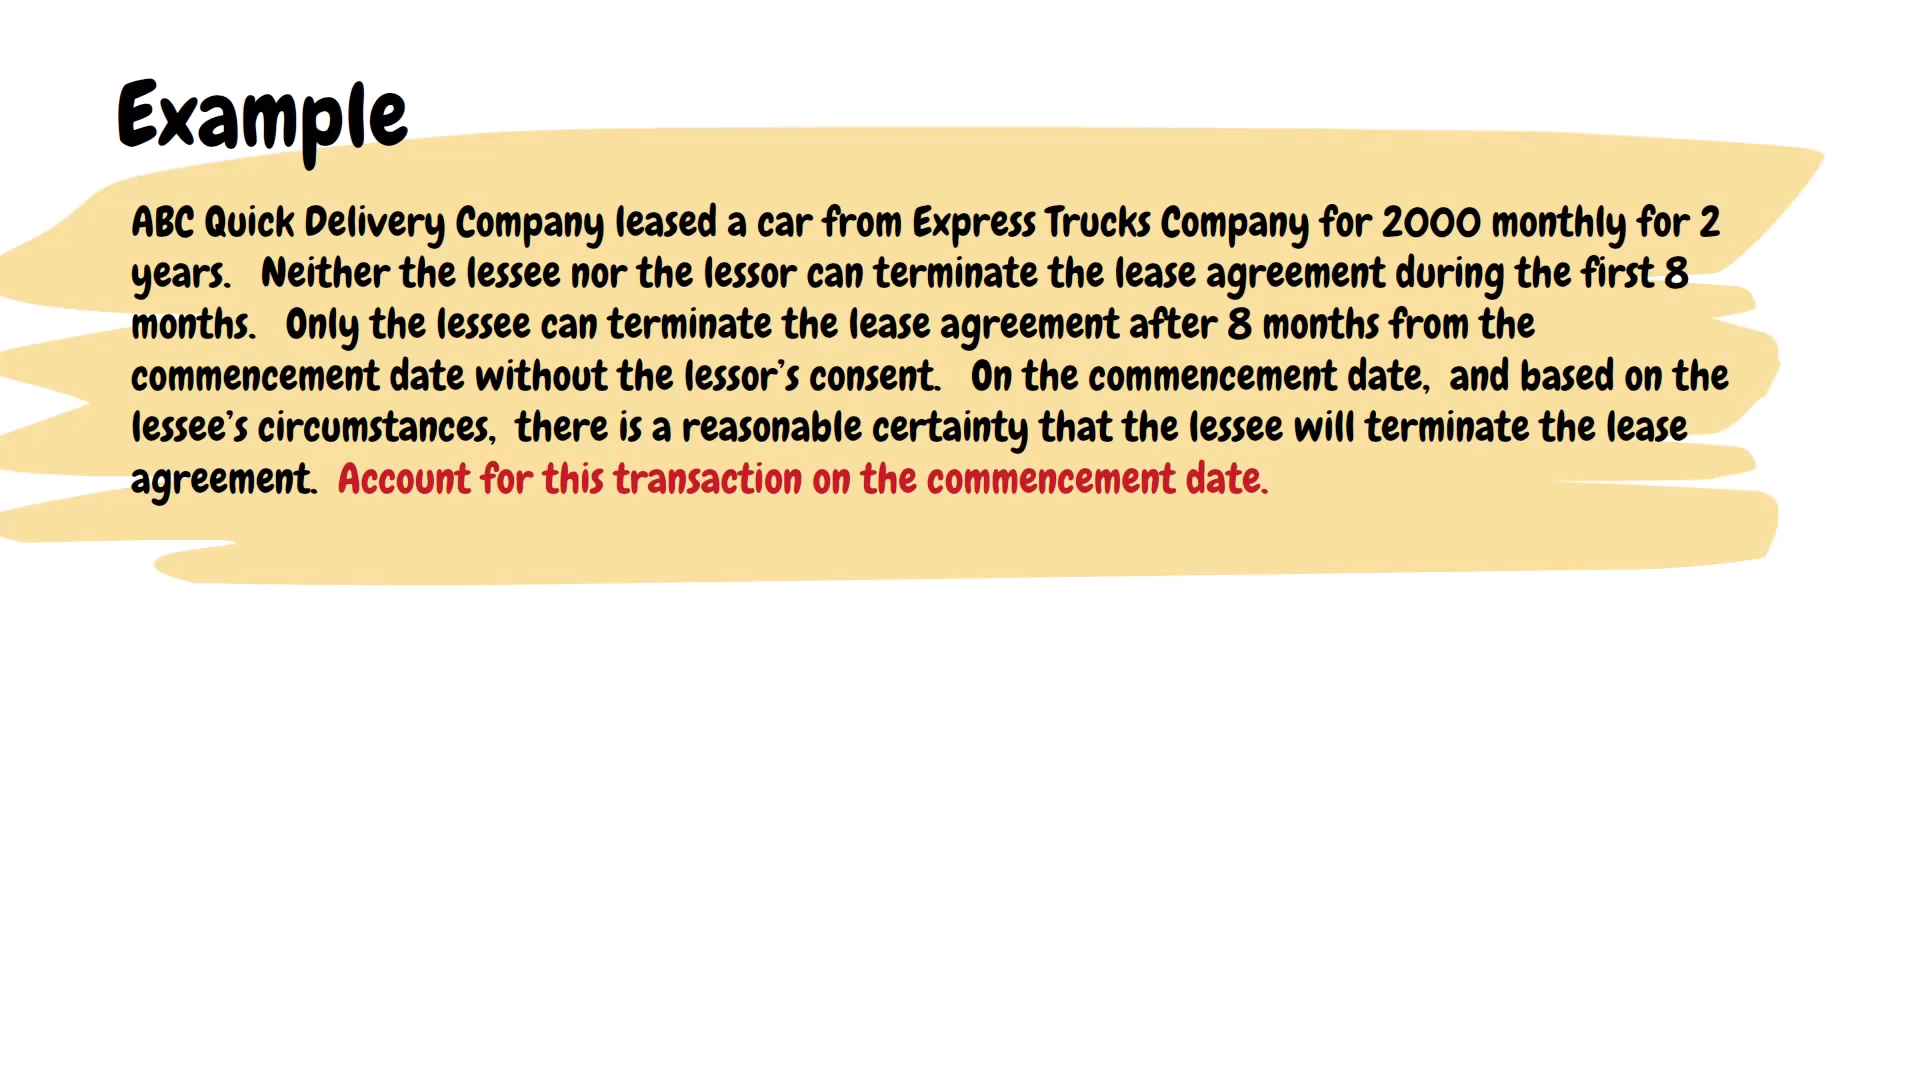 Example
ABC Quick Delivery Company leased a car from Express Trucks Company for 2000 monthly for 2
years. Neither the lessee nor the lessor can terminate the lease agreement during the first 8
months. Only the lessee can terminate the lease agreement after 8 months from the
commencement date without the lessor's consent. On the commencement date, and based on the
lessee's circumstances, there is a reasonable certainty that the lessee will terminate the lease
agreement. Account for this transaction on the commencement date.